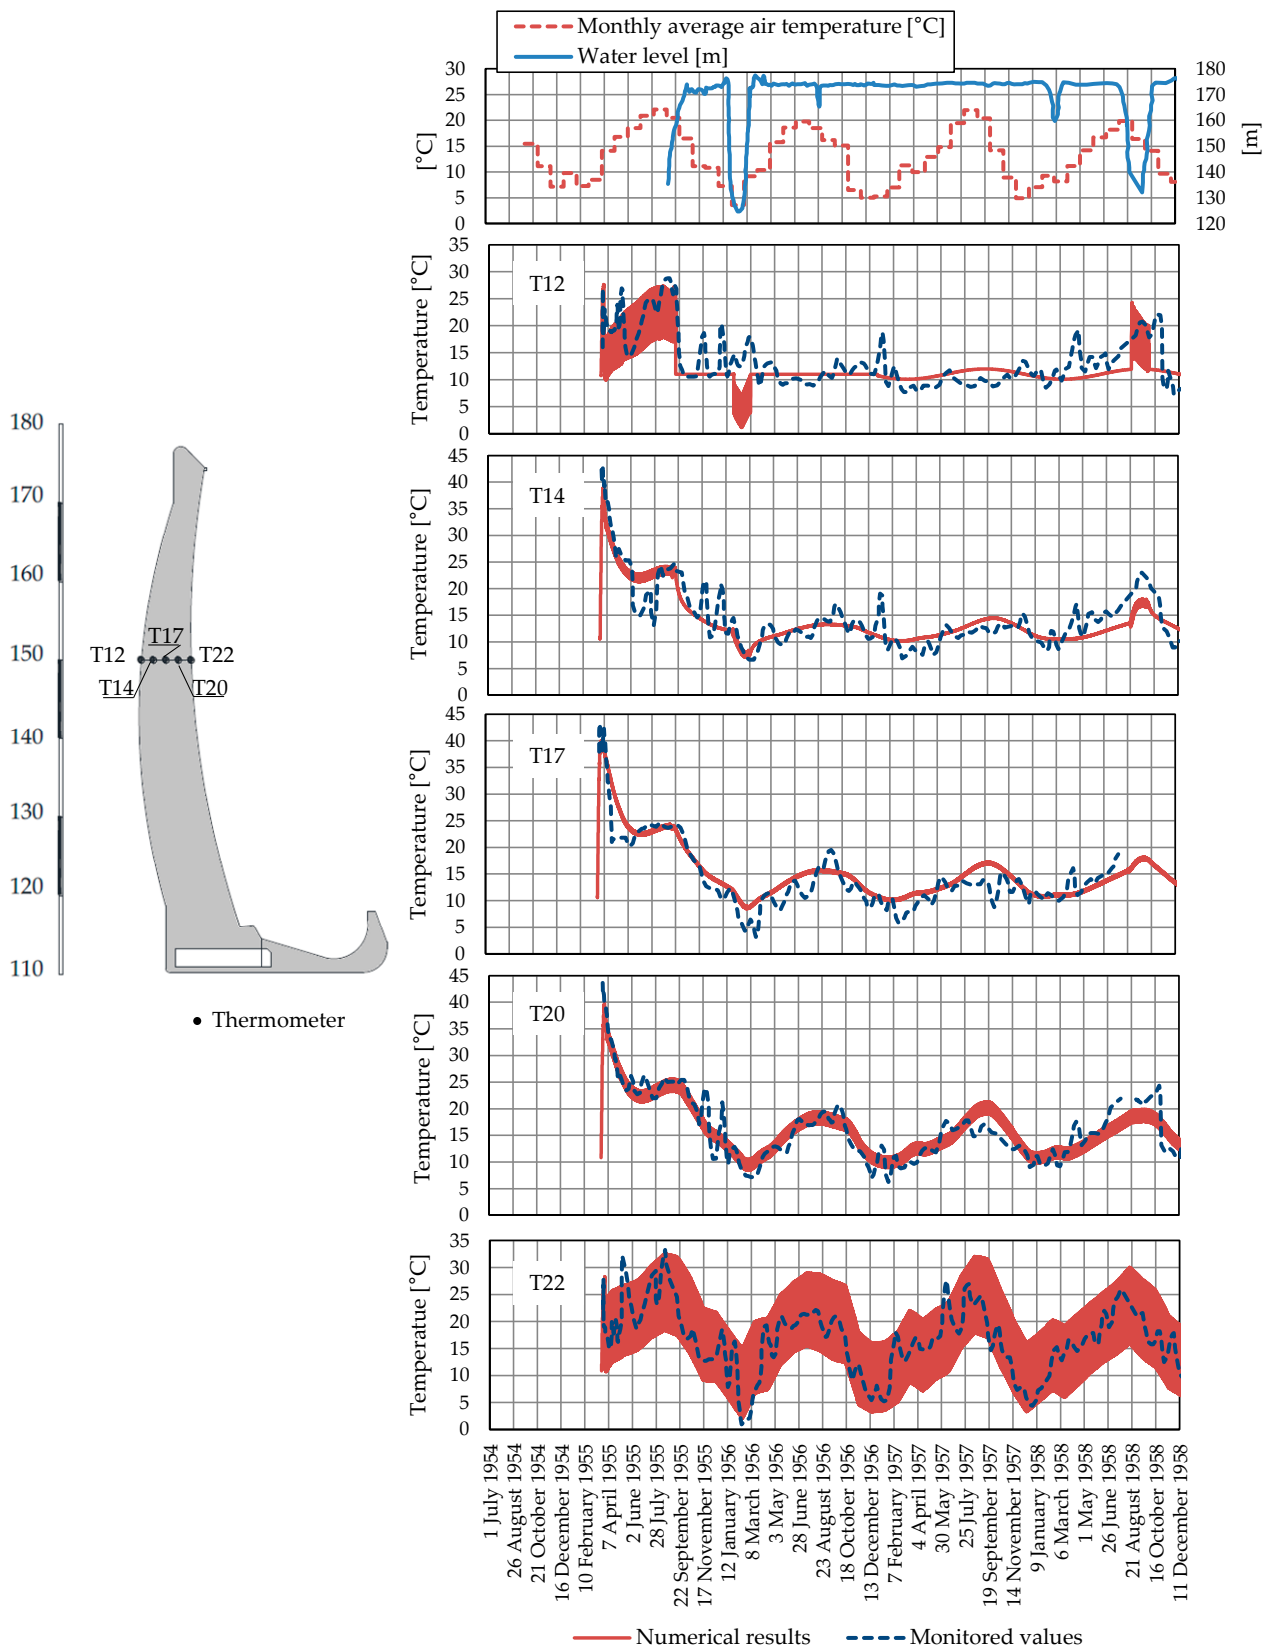 Monthly average air temperature [°C]
Water level [m]
30
25
20
15
10
5
0
[°C]
180
170
160
150
140
130
120
[m]
35
30
25
20
15
10
5
0
Temperature [°C]
T12
45
40
35
30
25
20
15
10
5
0
Temperature [°C]
T14
45
40
35
30
25
20
15
10
5
0
Temperature [°C]
T17
45
40
35
30
25
20
15
10
5
0
Temperature [°C]
T20
35
30
25
20
15
10
5
0
Temperatue [°C]
T22
180
170
160
150
140
130
120
110
T17
T12
T22
T14
T20
• Thermometer
1 July 1954
26 August 1954
21 October 1954
16 December 1954
10 February 1955
7 April 1955
2 June 1955
28 July 1955
22 September 1955
17 November 1955
12 January 1956
8 March 1956
3 May 1956
28 June 1956
23 August 1956
18 October 1956
13 December 1956
7 February 1957
4 April 1957
30 May 1957
25 July 1957
19 September 1957
14 November 1957
9 January 1958
6 March 1958
1 May 1958
26 June 1958
21 August 1958
16 October 1958
11 December 1958
Numerical results
Monitored values